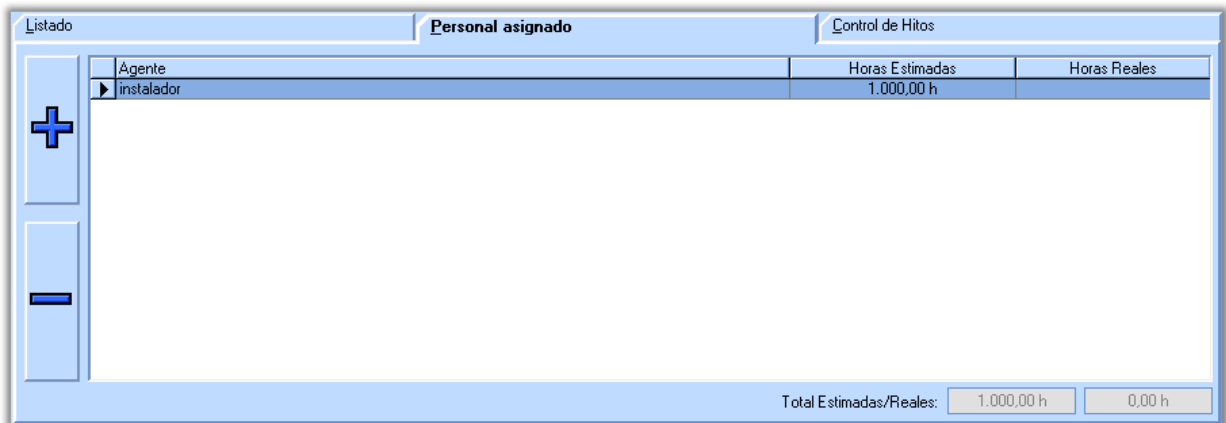 Listado Personal asignado Control de Hitos
Agente Horas Estimadas Horas Reales
instalador 1.000,00 h
Total Estimadas/Reales: 1.000,00 h 0,00 h